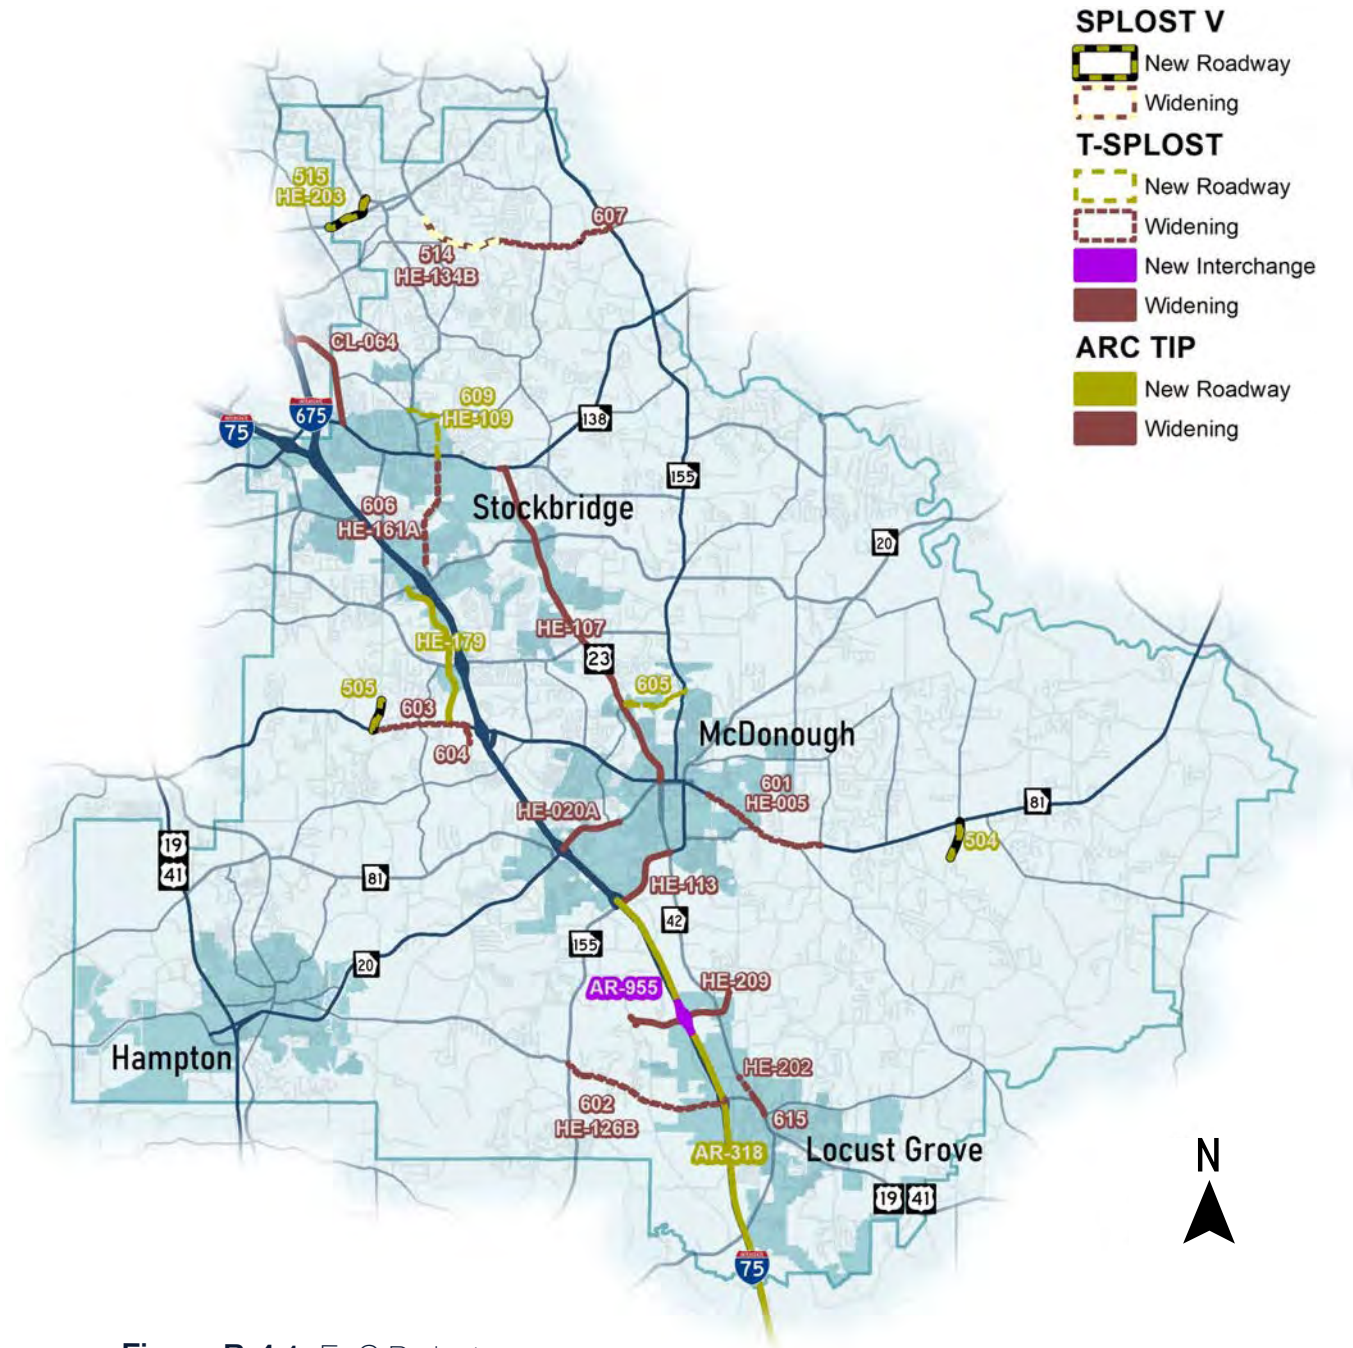 SPLOST V
New Roadway
Widening
T-SPLOST
New Roadway
Widening
New Interchange
Widening
ARC TIP
New Roadway
Widening
515
HE-203
607
514
HE-134B
CL-064
609
HE-109
INTERSTATE
675
INTERSTATE
75
138
155
606
HE-161A
Stockbridge
20
HE-107
HE-179
23
505
603
605
604
McDonough
601
HE-005
HE-020A
81
504
19
41
81
HE-113
42
155
20
AR-955
HE-209
Hampton
HE-202
602
HE-126B
615
AR-318
Locust Grove
19 41
N
INTERSTATE
75